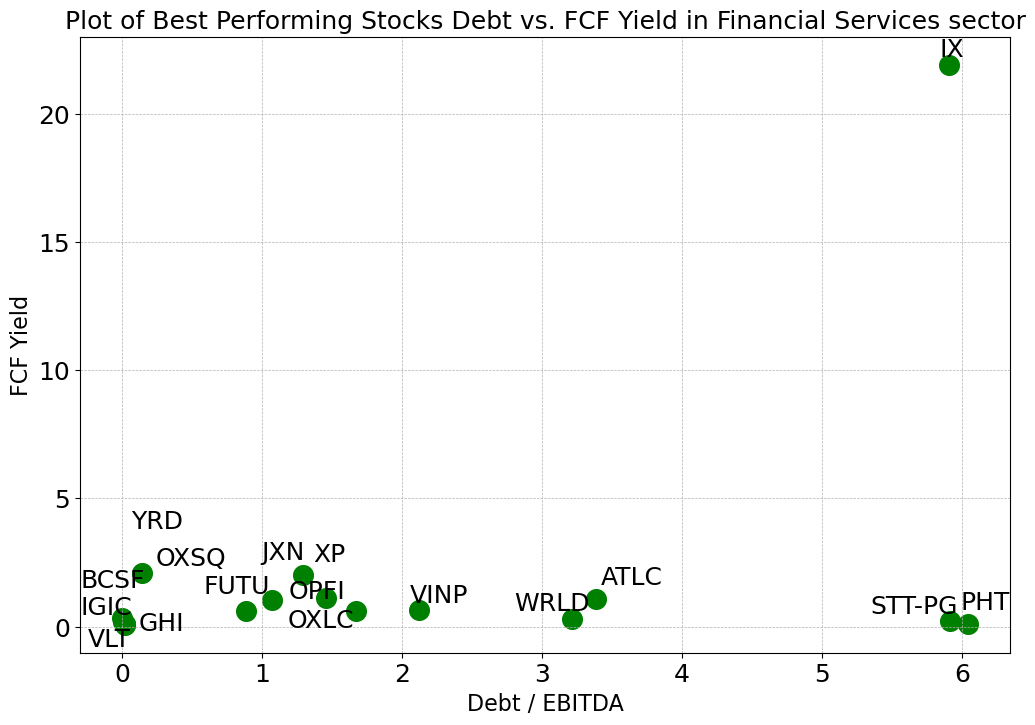 Plot of Best Performing Stocks Debt vs. FCF Yield in Financial Services sector
IX
20
15
FCF Yield
10
5
YRD
JXN XP
OXSQ
BCSF
ATLC
FUTU
OPFI
VINP
WRLD
PHT
IGIC
STT-PG
GHI
OXLC
0
VLT
0 1 2 3 4 5 6
Debt / EBITDA